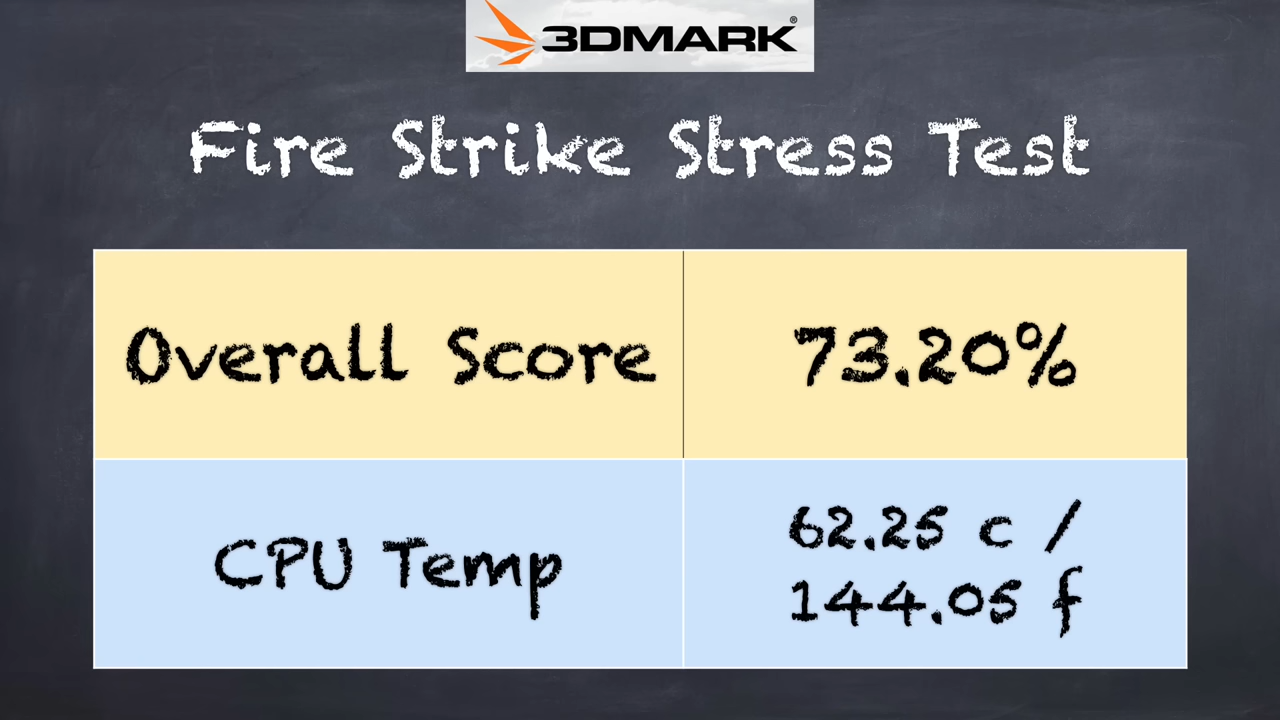 3DMARK®
Fire Strike Stress Test
Overall Score
73.20%
CPU Temp
62.25 c /
144.05 f